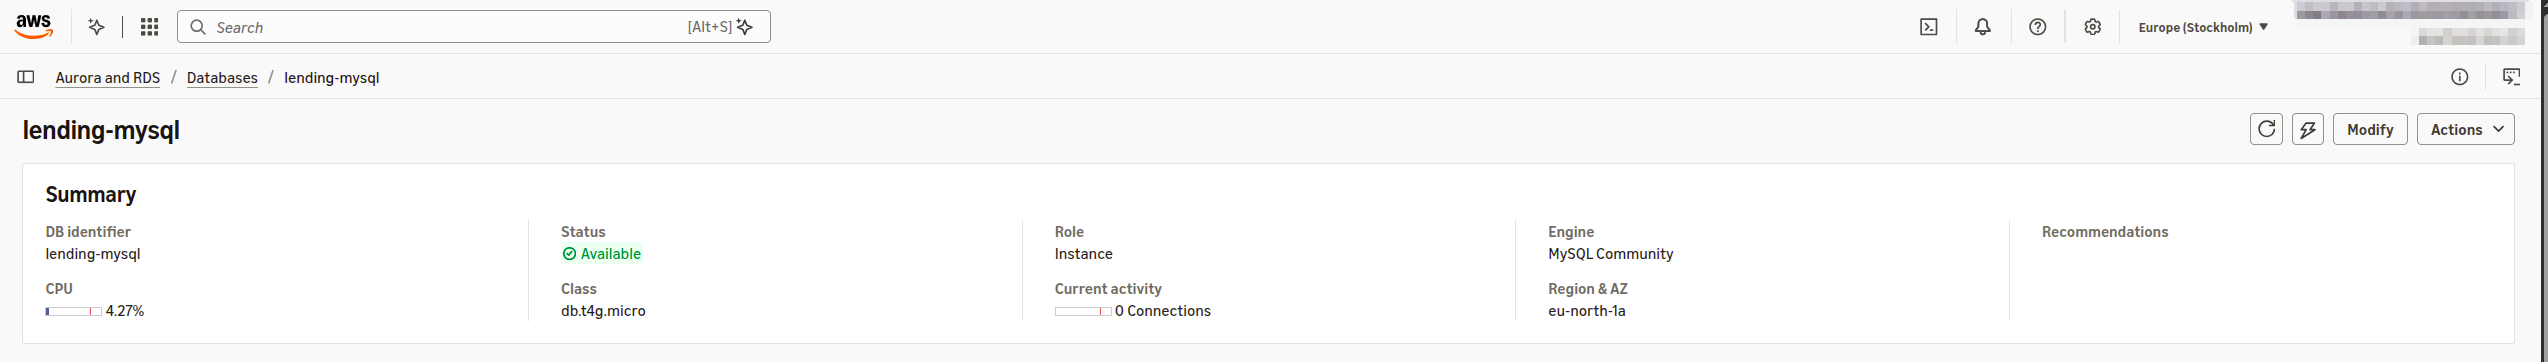 aws
Search [Alt+S]
Europe (Stockholm)
Aurora and RDS / Databases / lending-mysql
lending-mysql
Modify
Actions
Summary
DB identifier
lending-mysql
Status
Available
Role
Instance
Engine
MySQL Community
Recommendations
CPU
4.27%
Class
db.t4g.micro
Current activity
0 Connections
Region & AZ
eu-north-1a